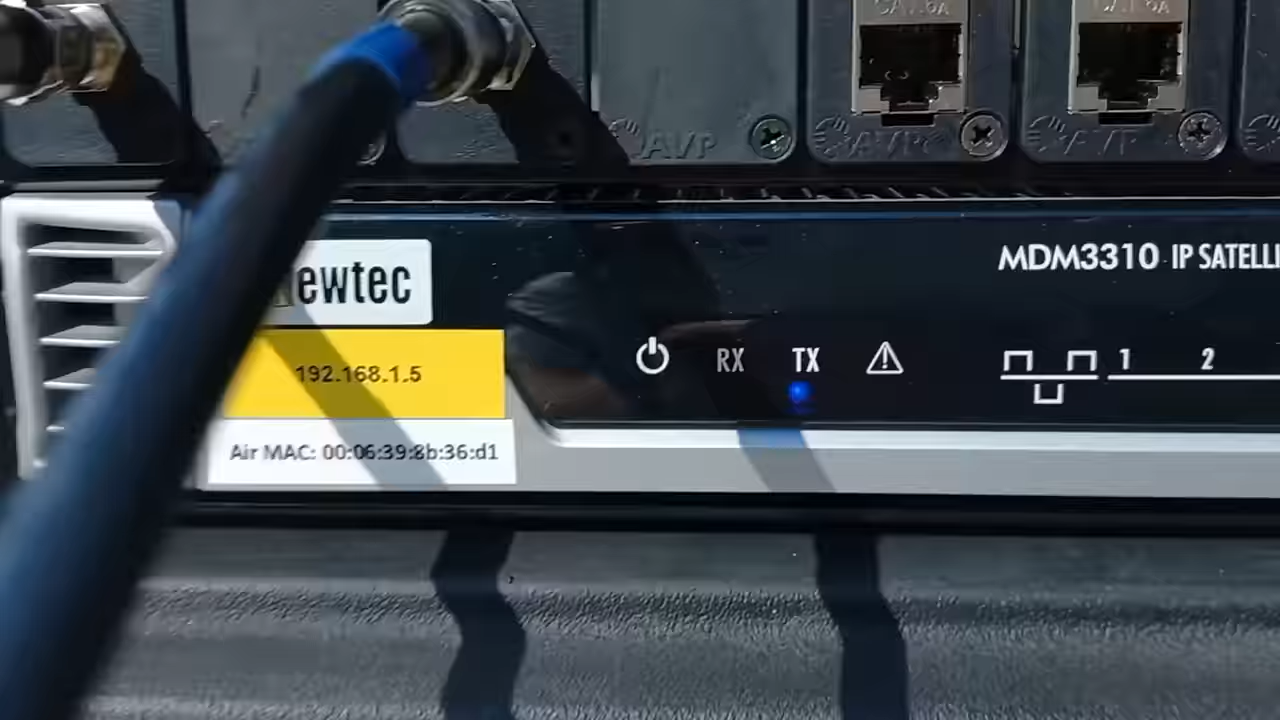 CAT.6A
CAT.6A
AVP
AVP
AVP
MDM3310 IP SATELLI
ewtec
RX
TX
1
2
192.168.1.5
Air MAC: 00:06:39:8b:36:d1